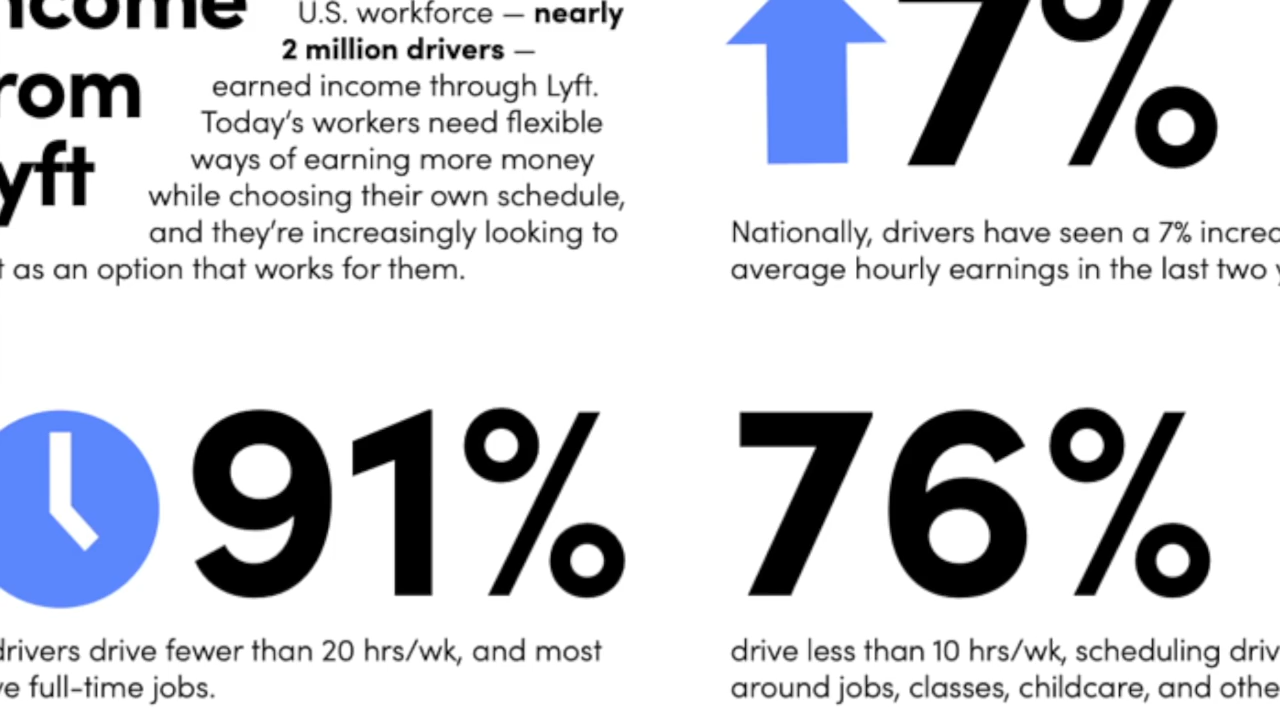 U.S. workforce — nearly
2 million drivers —
earned income through Lyft.
Today's workers need flexible
ways of earning more money
while choosing their own schedule,
and they're increasingly looking to
as an option that works for them.
7%
Nationally, drivers have seen a 7%
average hourly earnings in the last two
91%
drivers drive fewer than 20 hrs/wk, and most
full-time jobs.
76%
drive less than 10 hrs/wk, scheduling
around jobs, classes, childcare, and